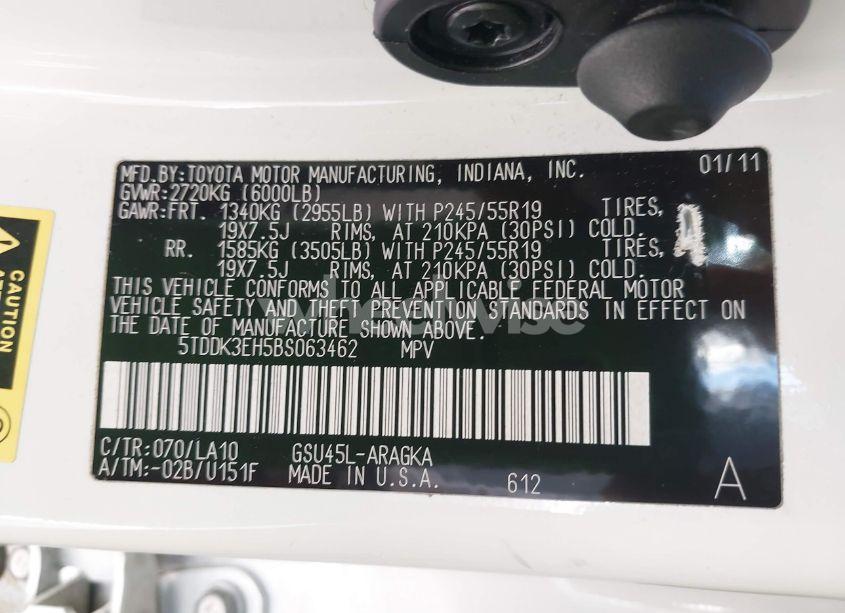 MFD.BY:TOYOTA MOTOR MANUFACTURING, INDIANA, INC. 01/11
GVWR:2720KG (6000LB)
GAWR:FRT. 1340KG (2955LB) WITH P245/55R19 TIRES,
19X7.5J RIMS, AT 210KPA (30PSI) COLD.
RR. 1585KG (3505LB) WITH P245/55R19 TIRES,
19X7.5J RIMS, AT 210KPA (30PSI) COLD.
A
THIS VEHICLE CONFORMS TO ALL APPLICABLE FEDERAL MOTOR
VEHICLE SAFETY AND THEFT PREVENTION STANDARDS IN EFFECT ON
THE DATE OF MANUFACTURE SHOWN ABOVE.
5TDDK3EH5BS063462 MPV
C/TR:070/LA10 GSU45L-ARAGKA
A/TM:-02B/U151F MADE IN U.S.A. 612 A
CAUTION